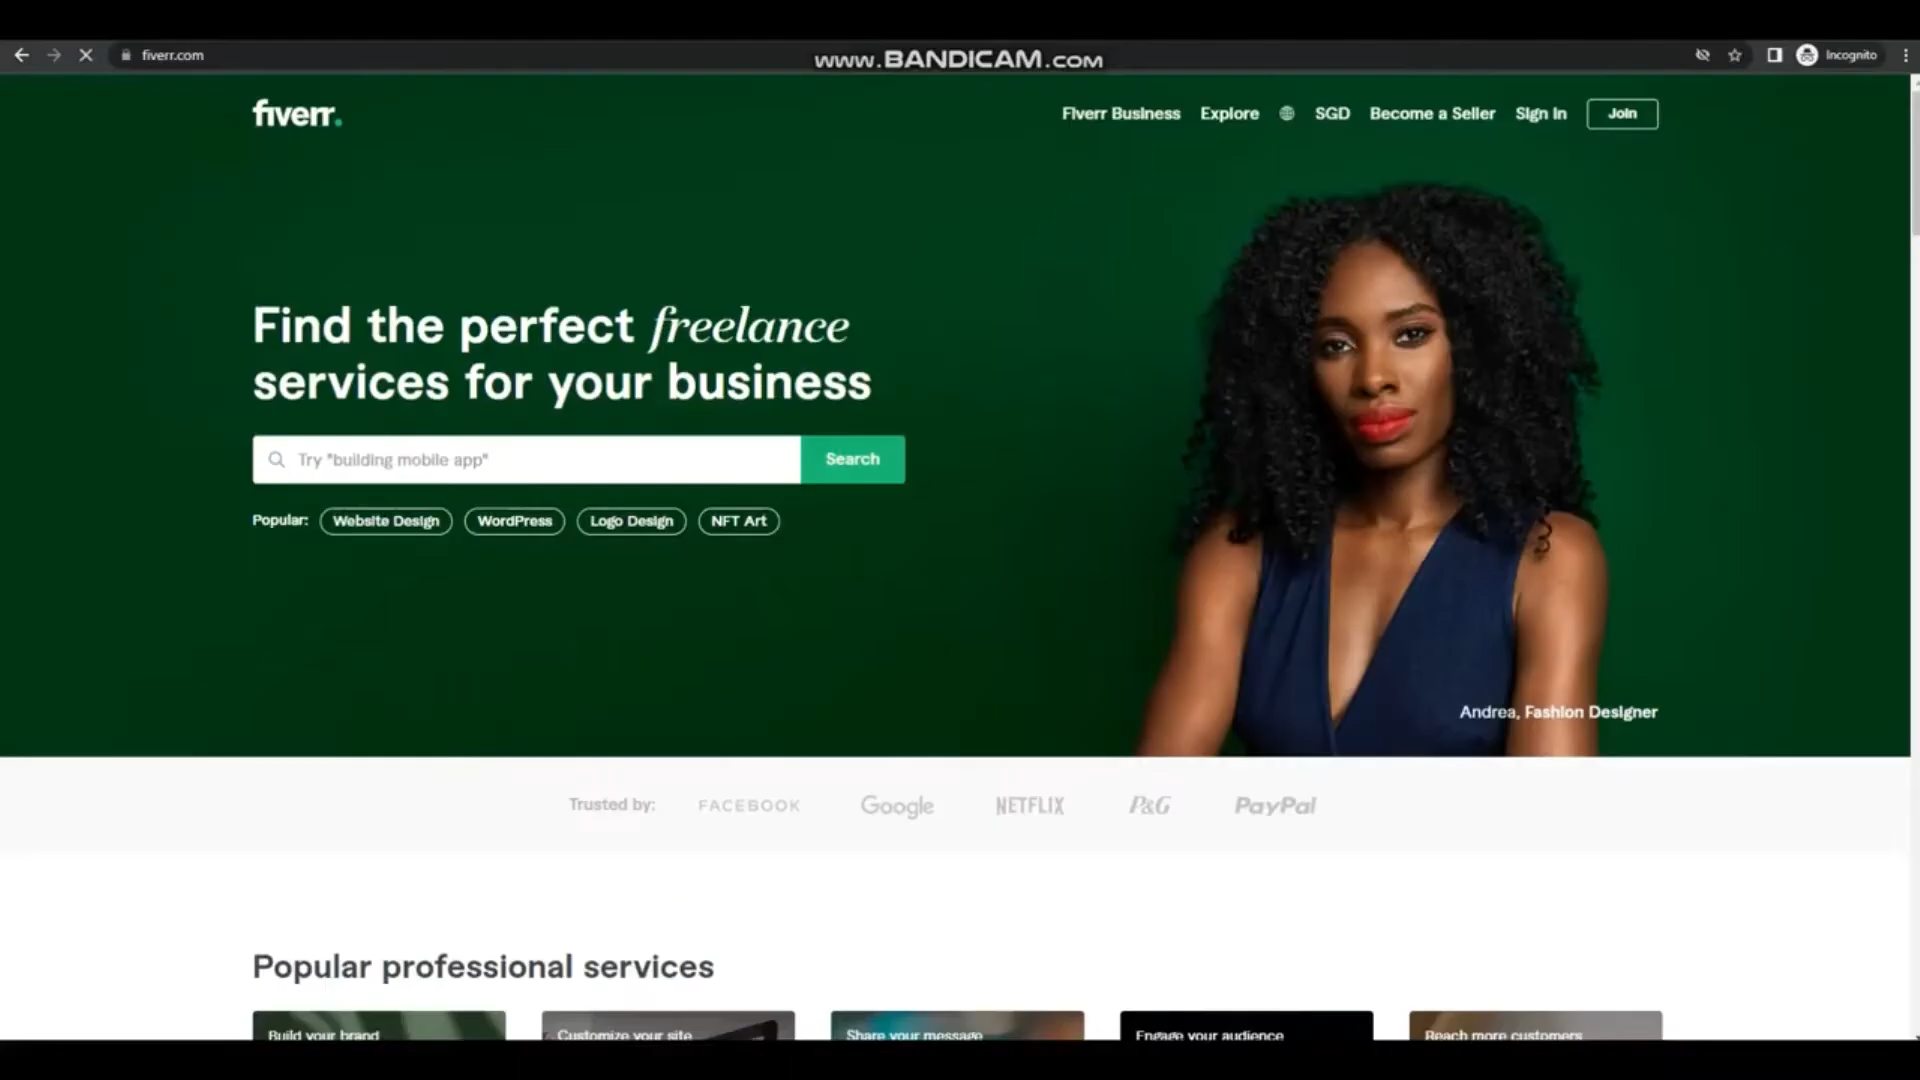 fiverr.com
www.BANDICAM.com
Incognito
fiverr.
Fiverr Business
Explore
SGD
Become a Seller
Sign In
Join
Find the perfect freelance
services for your business
Try "building mobile app"
Search
Popular:
Website Design
WordPress
Logo Design
NFT Art
Andrea, Fashion Designer
Trusted by:
FACEBOOK
Google
NETFLIX
P&G
PayPal
Popular professional services
Build your brand
Customize your site
Share your message
Engage your audience
Reach more customers